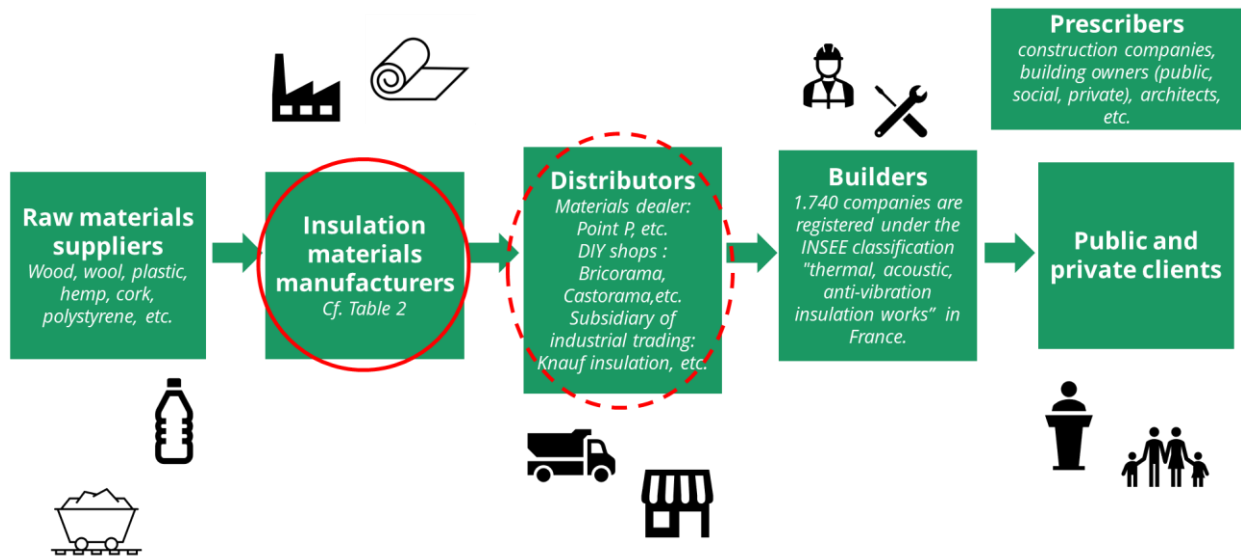 Raw materials
suppliers
Wood, wool, plastic,
hemp, cork,
polystyrene, etc.
Insulation
materials
manufacturers
Cf. Table 2
Distributors
Materials dealer:
Point P, etc.
DIY shops :
Bricorama,
Castorama,etc.
Subsidiary of
industrial trading:
Knauf insulation, etc.
Builders
1.740 companies are
registered under the
INSEE classification
"thermal, acoustic,
anti-vibration
insulation works” in
France.
Prescribers
construction companies,
building owners (public,
social, private), architects,
etc.
Public and
private clients